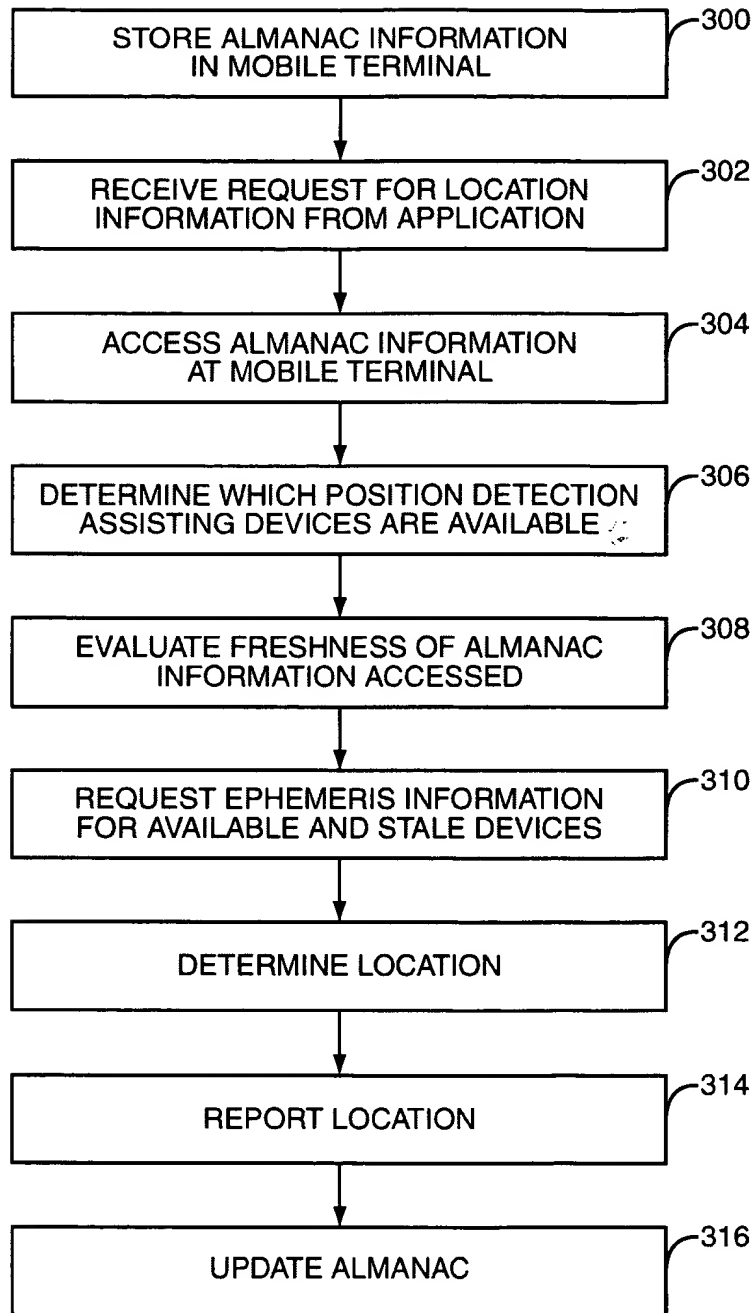 STORE ALMANAC INFORMATION
IN MOBILE TERMINAL
300
RECEIVE REQUEST FOR LOCATION
INFORMATION FROM APPLICATION
302
ACCESS ALMANAC INFORMATION
AT MOBILE TERMINAL
304
DETERMINE WHICH POSITION DETECTION
ASSISTING DEVICES ARE AVAILABLE
306
EVALUATE FRESHNESS OF ALMANAC
INFORMATION ACCESSED
308
REQUEST EPHEMERIS INFORMATION
FOR AVAILABLE AND STALE DEVICES
310
DETERMINE LOCATION
312
REPORT LOCATION
314
UPDATE ALMANAC
316